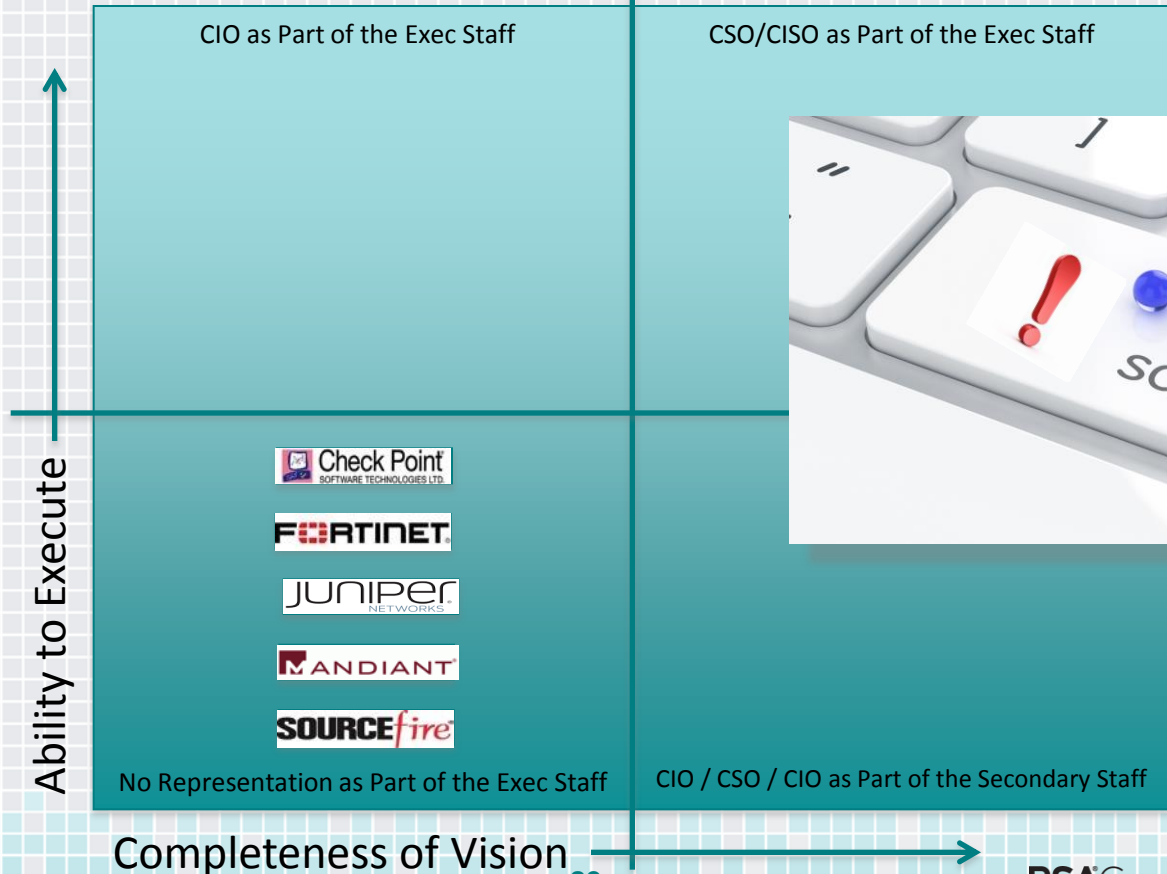 CIO as Part of the Exec Staff
CSO/CISO as Part of the Exec Staff
]
"
!
Check Point
SOFTWARE TECHNOLOGIES LTD.
FORTINET
JUNIPER
NETWORKS
MANDIANT
SOURCEfire
Ability to Execute
No Representation as Part of the Exec Staff
CIO / CSO / CIO as Part of the Secondary Staff
Completeness of Vision